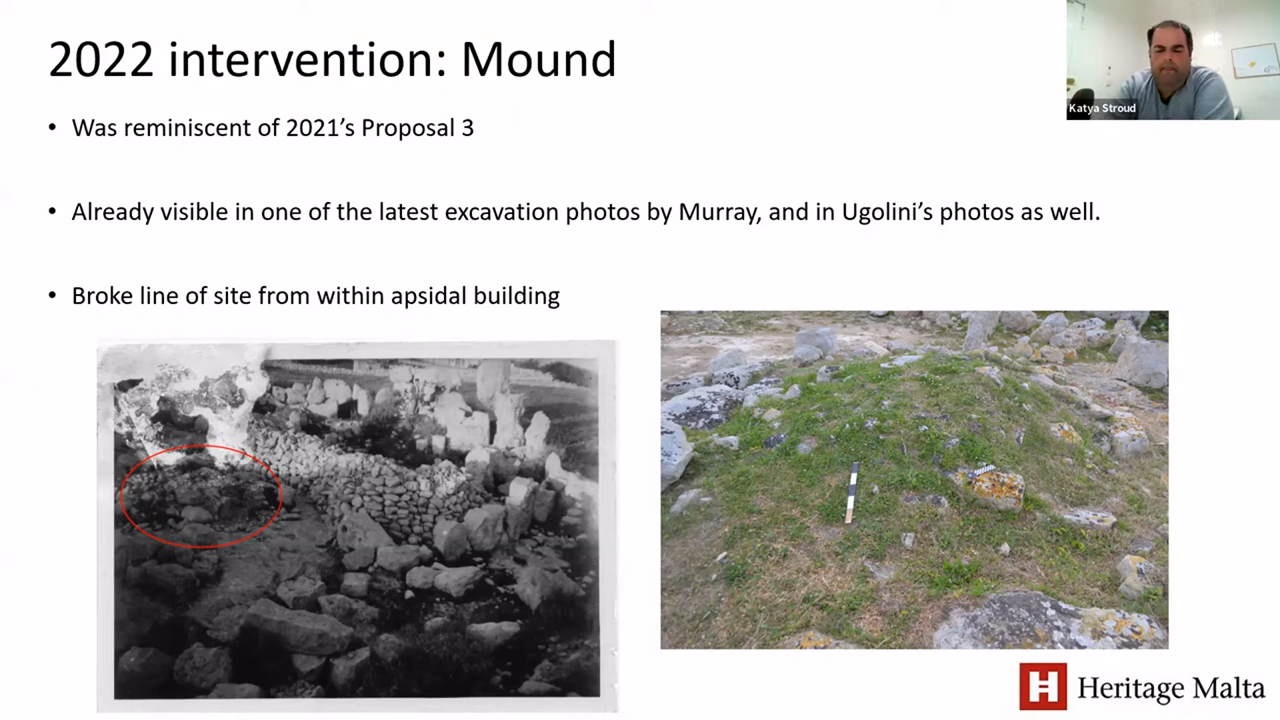 2022 intervention: Mound
Katya Stroud
• Was reminiscent of 2021’s Proposal 3
• Already visible in one of the latest excavation photos by Murray, and in Ugolini’s photos as well.
• Broke line of site from within apsidal building
Heritage Malta